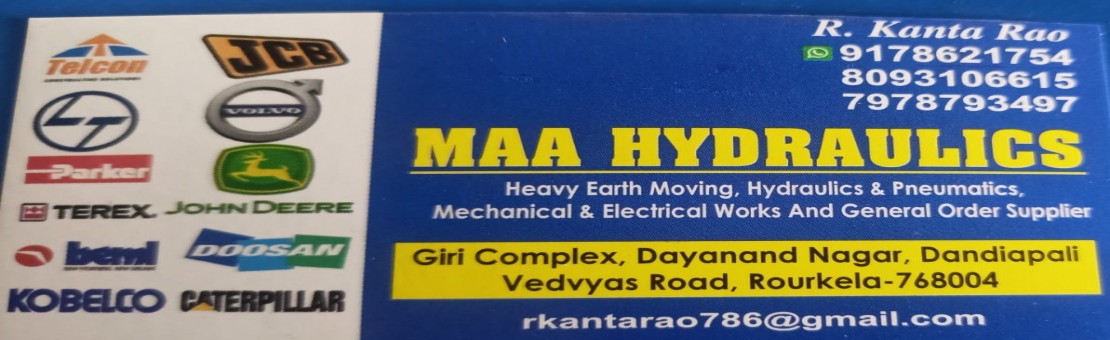 Telcon
JCB
LT
VOLVO
Parker
TEREX
JOHN DEERE
beml
DOOSAN
KOBELCO
CATERPILLAR
R. Kanta Rao
9178621754
8093106615
7978793497
MAA HYDRAULICS
Heavy Earth Moving, Hydraulics & Pneumatics,
Mechanical & Electrical Works And General Order Supplier
Giri Complex, Dayanand Nagar, Dandiapali
Vedvyas Road, Rourkela-768004
rkantarao786@gmail.com